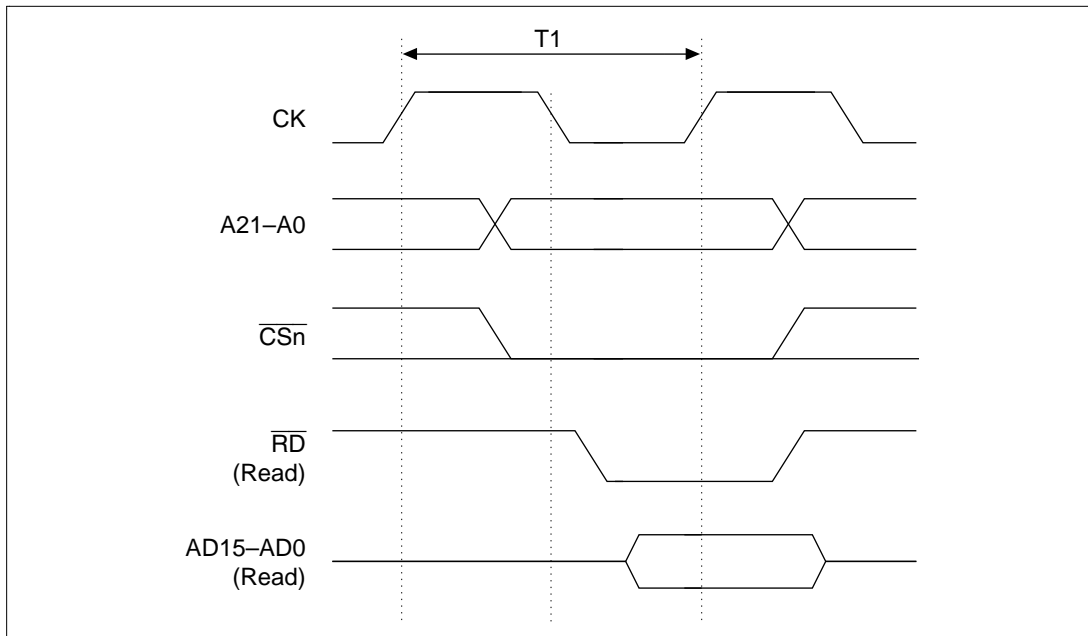 T1
CK
A21–A0
CSn
RD
(Read)
AD15–AD0
(Read)